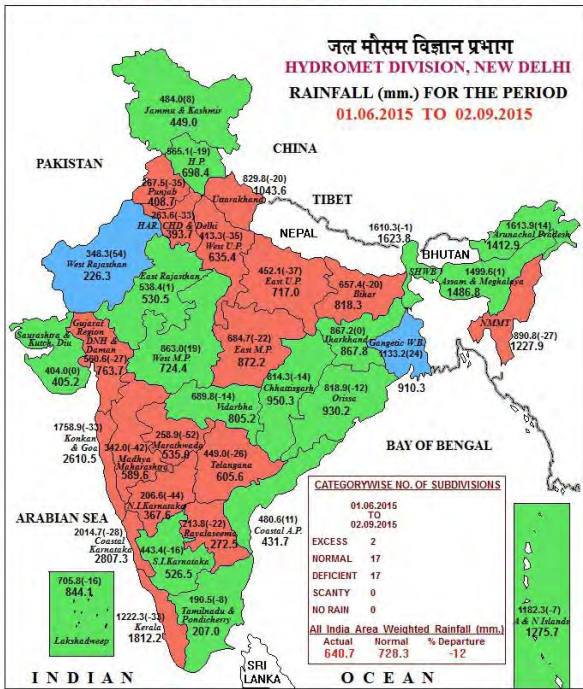 जल मौसम विज्ञान प्रभाग
HYDROMET DIVISION, NEW DELHI
RAINFALL (mm.) FOR THE PERIOD
01.06.2015 TO 02.09.2015
484.0(8)
Jammu & Kashmir
449.0
CHINA
PAKISTAN
565.1(-19)
H.P.
698.4
267.5(-35)
Punjab
408.7
829.8(-20)
1043.6
Uttarakhand
TIBET
263.6(-33)
HAR. CHD & Delhi
393.7
413.3(-35)
West U.P.
635.4
NEPAL
1610.3(-1)
1623.8
BHUTAN
1613.9(14)
Arunachal Pradesh
1412.9
348.3(54)
West Rajasthan
226.3
East Rajasthan
538.4(1)
530.5
452.1(-37)
East U.P.
717.0
657.4(-20)
Bihar
818.3
SHWB
1499.6(1)
Assam & Meghalaya
1486.8
NMMT
890.8(-27)
1227.9
Saurashtra &
Kutch, Diu
404.0(0)
405.2
Gujarat
Region
DNH &
Daman
(-27)
763.7
863.0(19)
West M.P.
724.4
684.7(-22)
East M.P.
872.2
867.2(0)
Jharkhand
867.8
Gangetic W.B.
1133.2(24)
910.3
814.3(-14)
Chhattisgarh
950.3
818.9(-12)
Orissa
930.2
689.8(-14)
Vidarbha
805.2
1758.9(-33)
Konkan
& Goa
2610.5
342.0(-42)
Madhya
Maharashtra
589.6
258.9(-52)
Marathwada
535.0
449.0(-26)
Telangana
605.6
BAY OF BENGAL
206.6(-44)
N.I.Karnataka
367.6
213.8(-22)
Rayalaseema
272.5
480.6(11)
Coastal A.P.
431.7
ARABIAN SEA
2014.7(-28)
Coastal
Karnataka
2807.3
443.4(-16)
S.I.Karnataka
526.5
705.8(-16)
844.1
Lakshadweep
1222.3(-33)
Kerala
1812.2
190.5(-8)
Tamilnadu &
Pondicherry
207.0
CATEGORYWISE NO. OF SUBDIVISIONS
01.06.2015
TO
02.09.2015
EXCESS 2
NORMAL 17
DEFICIENT 17
SCANTY 0
NO RAIN 0
All India Area Weighted Rainfall (mm.)
Actual Normal % Departure
640.7 728.3 -12
1182.3(-7)
A & N Islands
1275.7
SRI
LANKA
INDIAN OCEAN